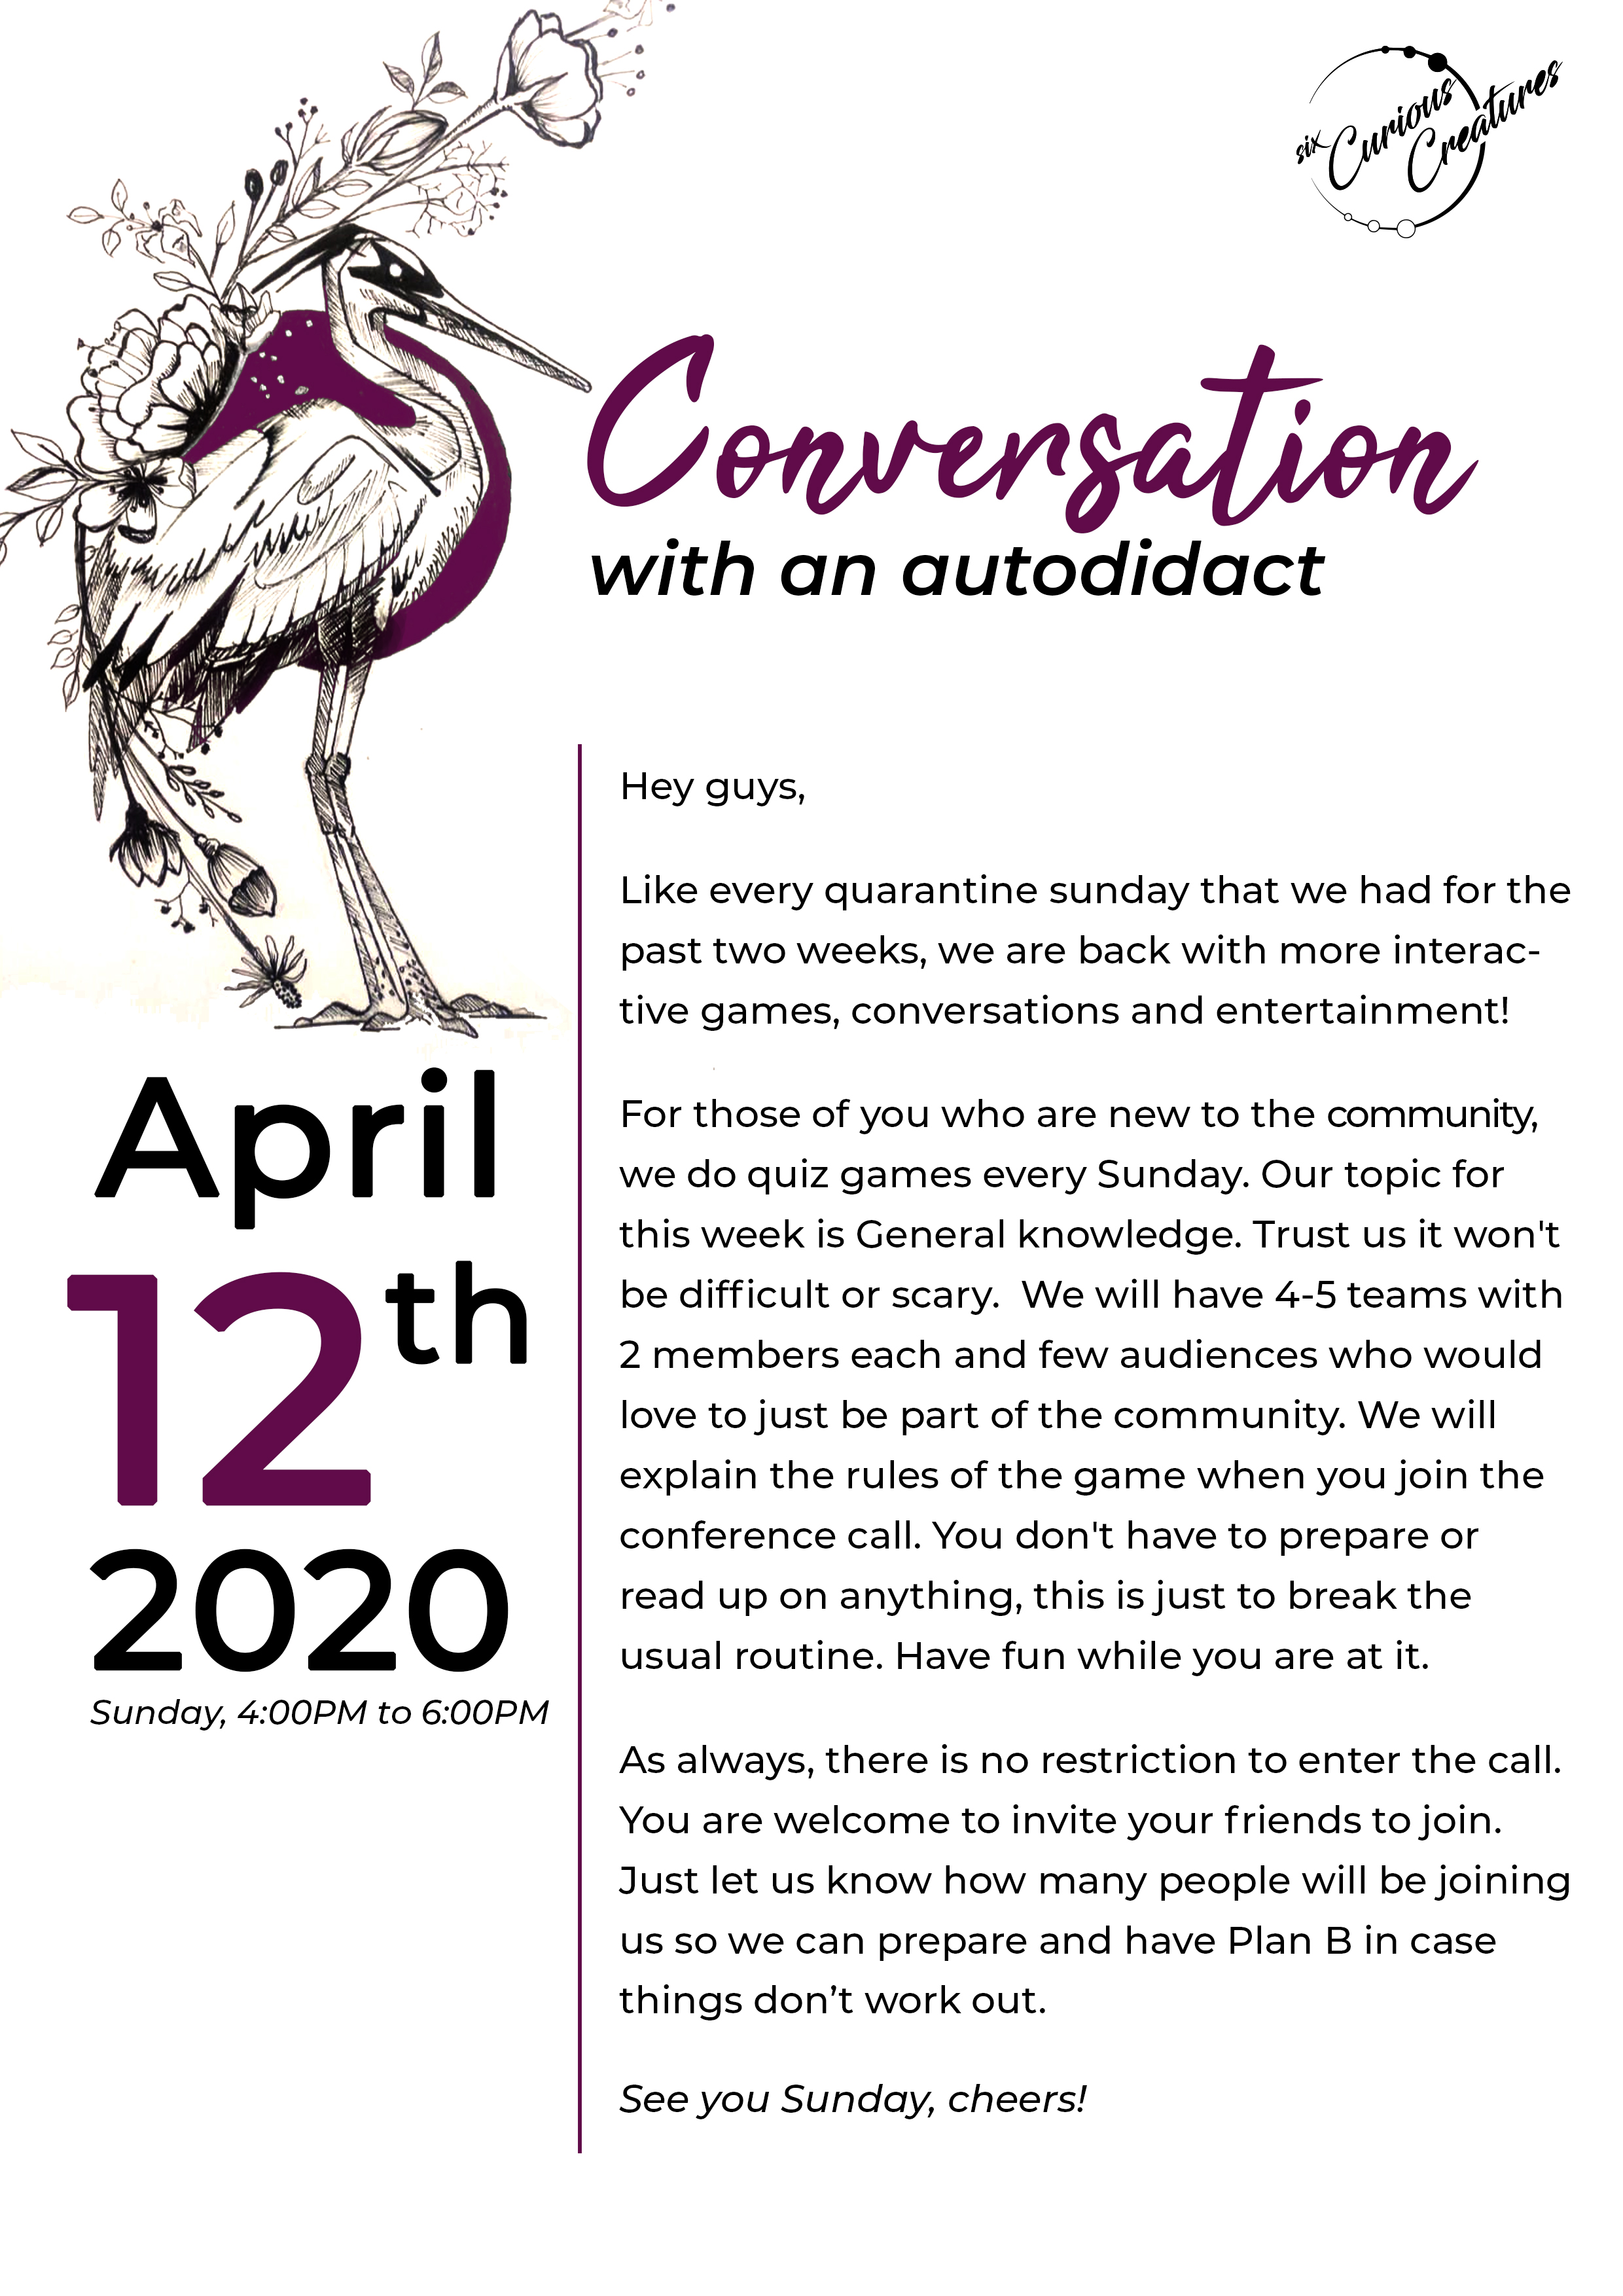 six Curious
Creatures
Conversation
with an autodidact
April
12th
2020
Sunday, 4:00PM to 6:00PM
Hey guys,
Like every quarantine sunday that we had for the
past two weeks, we are back with more interac-
tive games, conversations and entertainment!
For those of you who are new to the community,
we do quiz games every Sunday. Our topic for
this week is General knowledge. Trust us it won't
be difficult or scary.  We will have 4-5 teams with
2 members each and few audiences who would
love to just be part of the community. We will
explain the rules of the game when you join the
conference call. You don't have to prepare or
read up on anything, this is just to break the
usual routine. Have fun while you are at it.
As always, there is no restriction to enter the call.
You are welcome to invite your friends to join.
Just let us know how many people will be joining
us so we can prepare and have Plan B in case
things don’t work out.
See you Sunday, cheers!